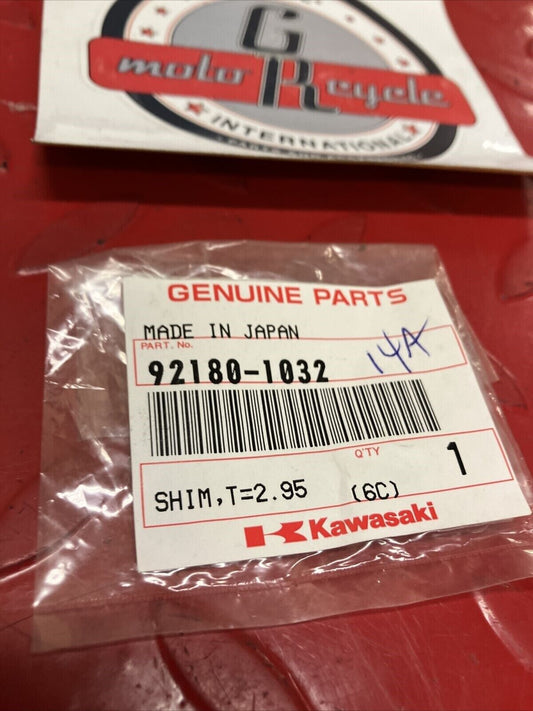 G
moto R cycle
INTERNATIONAL
GENUINE PARTS
MADE IN JAPAN
PART. No.
92180-1032
14A
Q'TY
1
SHIM,T=2.95 (6C)
Kawasaki